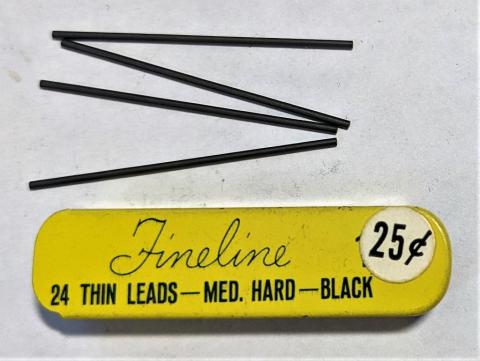 Fineline
25¢
24 THIN LEADS—MED. HARD—BLACK